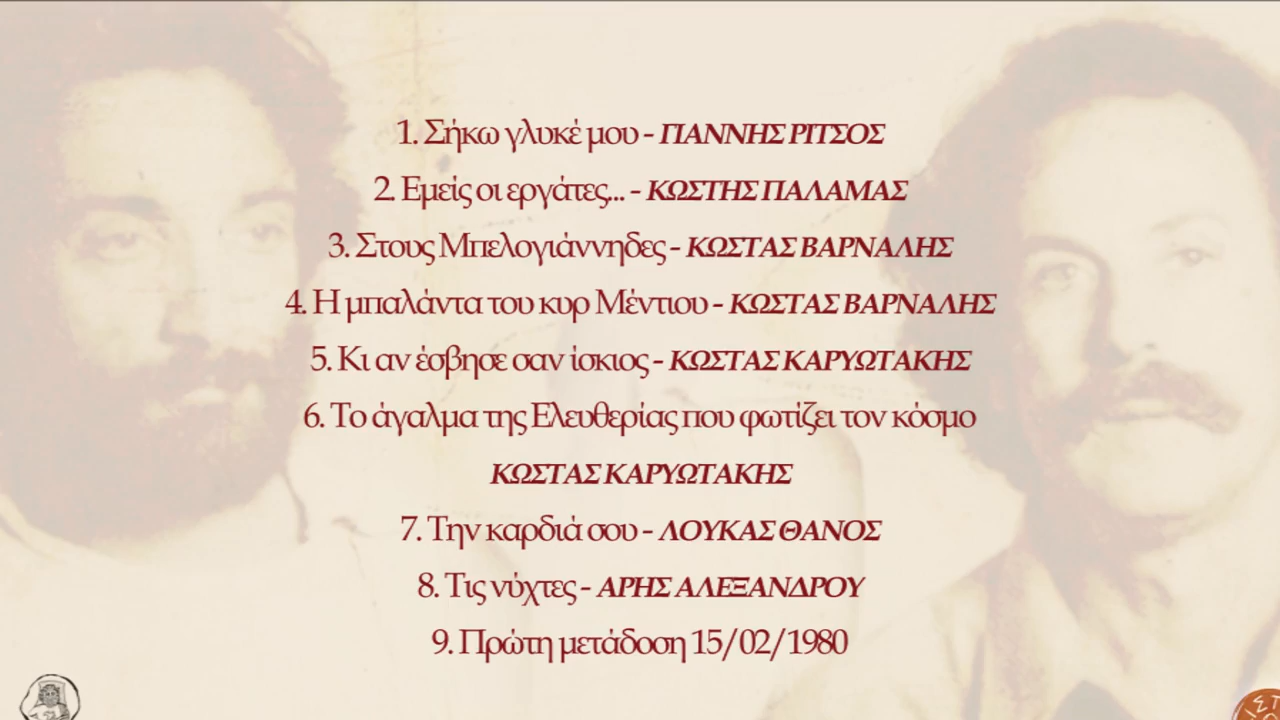 1. Σήκω γλυκέ μου - ΓΙΑΝΝΗΣ ΡΙΤΣΟΣ
2. Εμείς οι εργάτες... - ΚΩΣΤΗΣ ΠΑΛΑΜΑΣ
3. Στους Μπελογιάννηδες - ΚΩΣΤΑΣ ΒΑΡΝΑΛΗΣ
4. Η μπαλάντα του κυρ Μέντιου - ΚΩΣΤΑΣ ΒΑΡΝΑΛΗΣ
5. Κι αν έσβησε σαν ίσκιος - ΚΩΣΤΑΣ ΚΑΡΥΩΤΑΚΗΣ
6. Το άγαλμα της Ελευθερίας που φωτίζει τον κόσμο
ΚΩΣΤΑΣ ΚΑΡΥΩΤΑΚΗΣ
7. Την καρδιά σου - ΛΟΥΚΑΣ ΘΑΝΟΣ
8. Τις νύχτες - ΑΡΗΣ ΑΛΕΞΑΝΔΡΟΥ
9. Πρώτη μετάδοση 15/02/1980